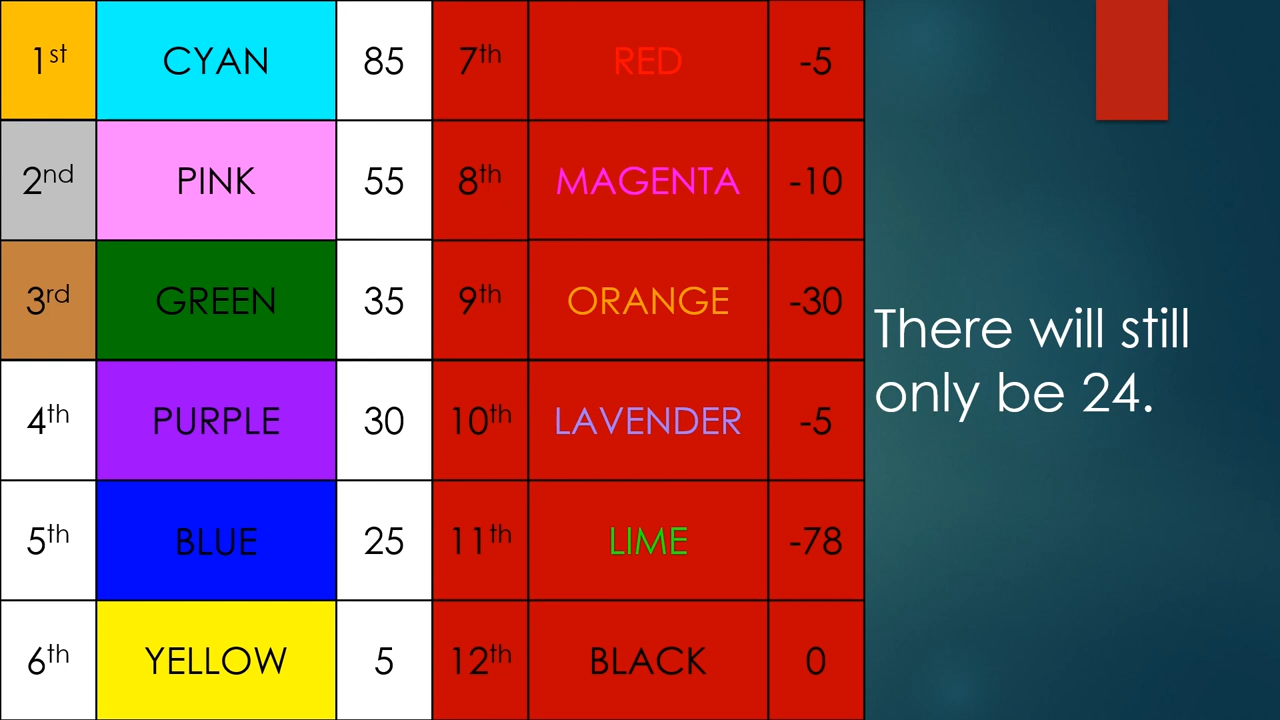 1st CYAN 85 7th RED -5
2nd PINK 55 8th MAGENTA -10
3rd GREEN 35 9th ORANGE -30
4th PURPLE 30 10th LAVENDER -5
5th BLUE 25 11th LIME -78
6th YELLOW 5 12th BLACK 0
There will still
only be 24.